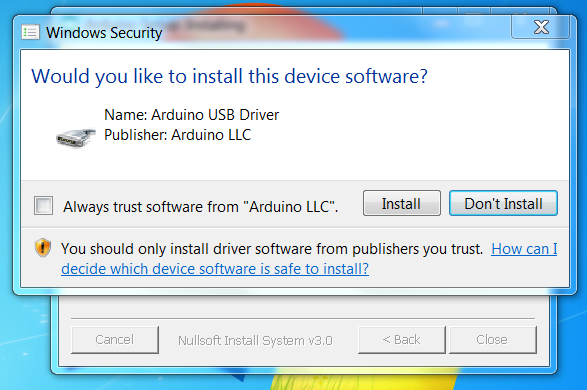 Windows Security
Would you like to install this device software?
Name: Arduino USB Driver
Publisher: Arduino LLC
Always trust software from "Arduino LLC".
Install
Don't Install
You should only install driver software from publishers you trust. How can I
decide which device software is safe to install?
Cancel
Nullsoft Install System v3.0
< Back
Close